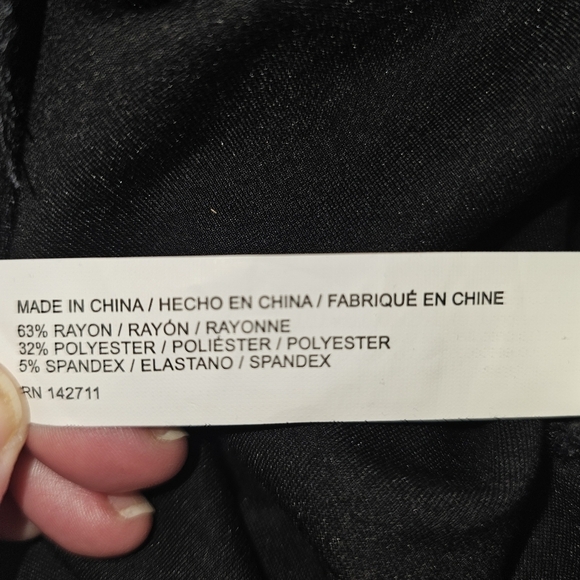 MADE IN CHINA / HECHO EN CHINA / FABRIQUÉ EN CHINE
63% RAYON / RAYÓN / RAYONNE
32% POLYESTER / POLIÉSTER / POLYESTER
5% SPANDEX / ELASTANO / SPANDEX
RN 142711